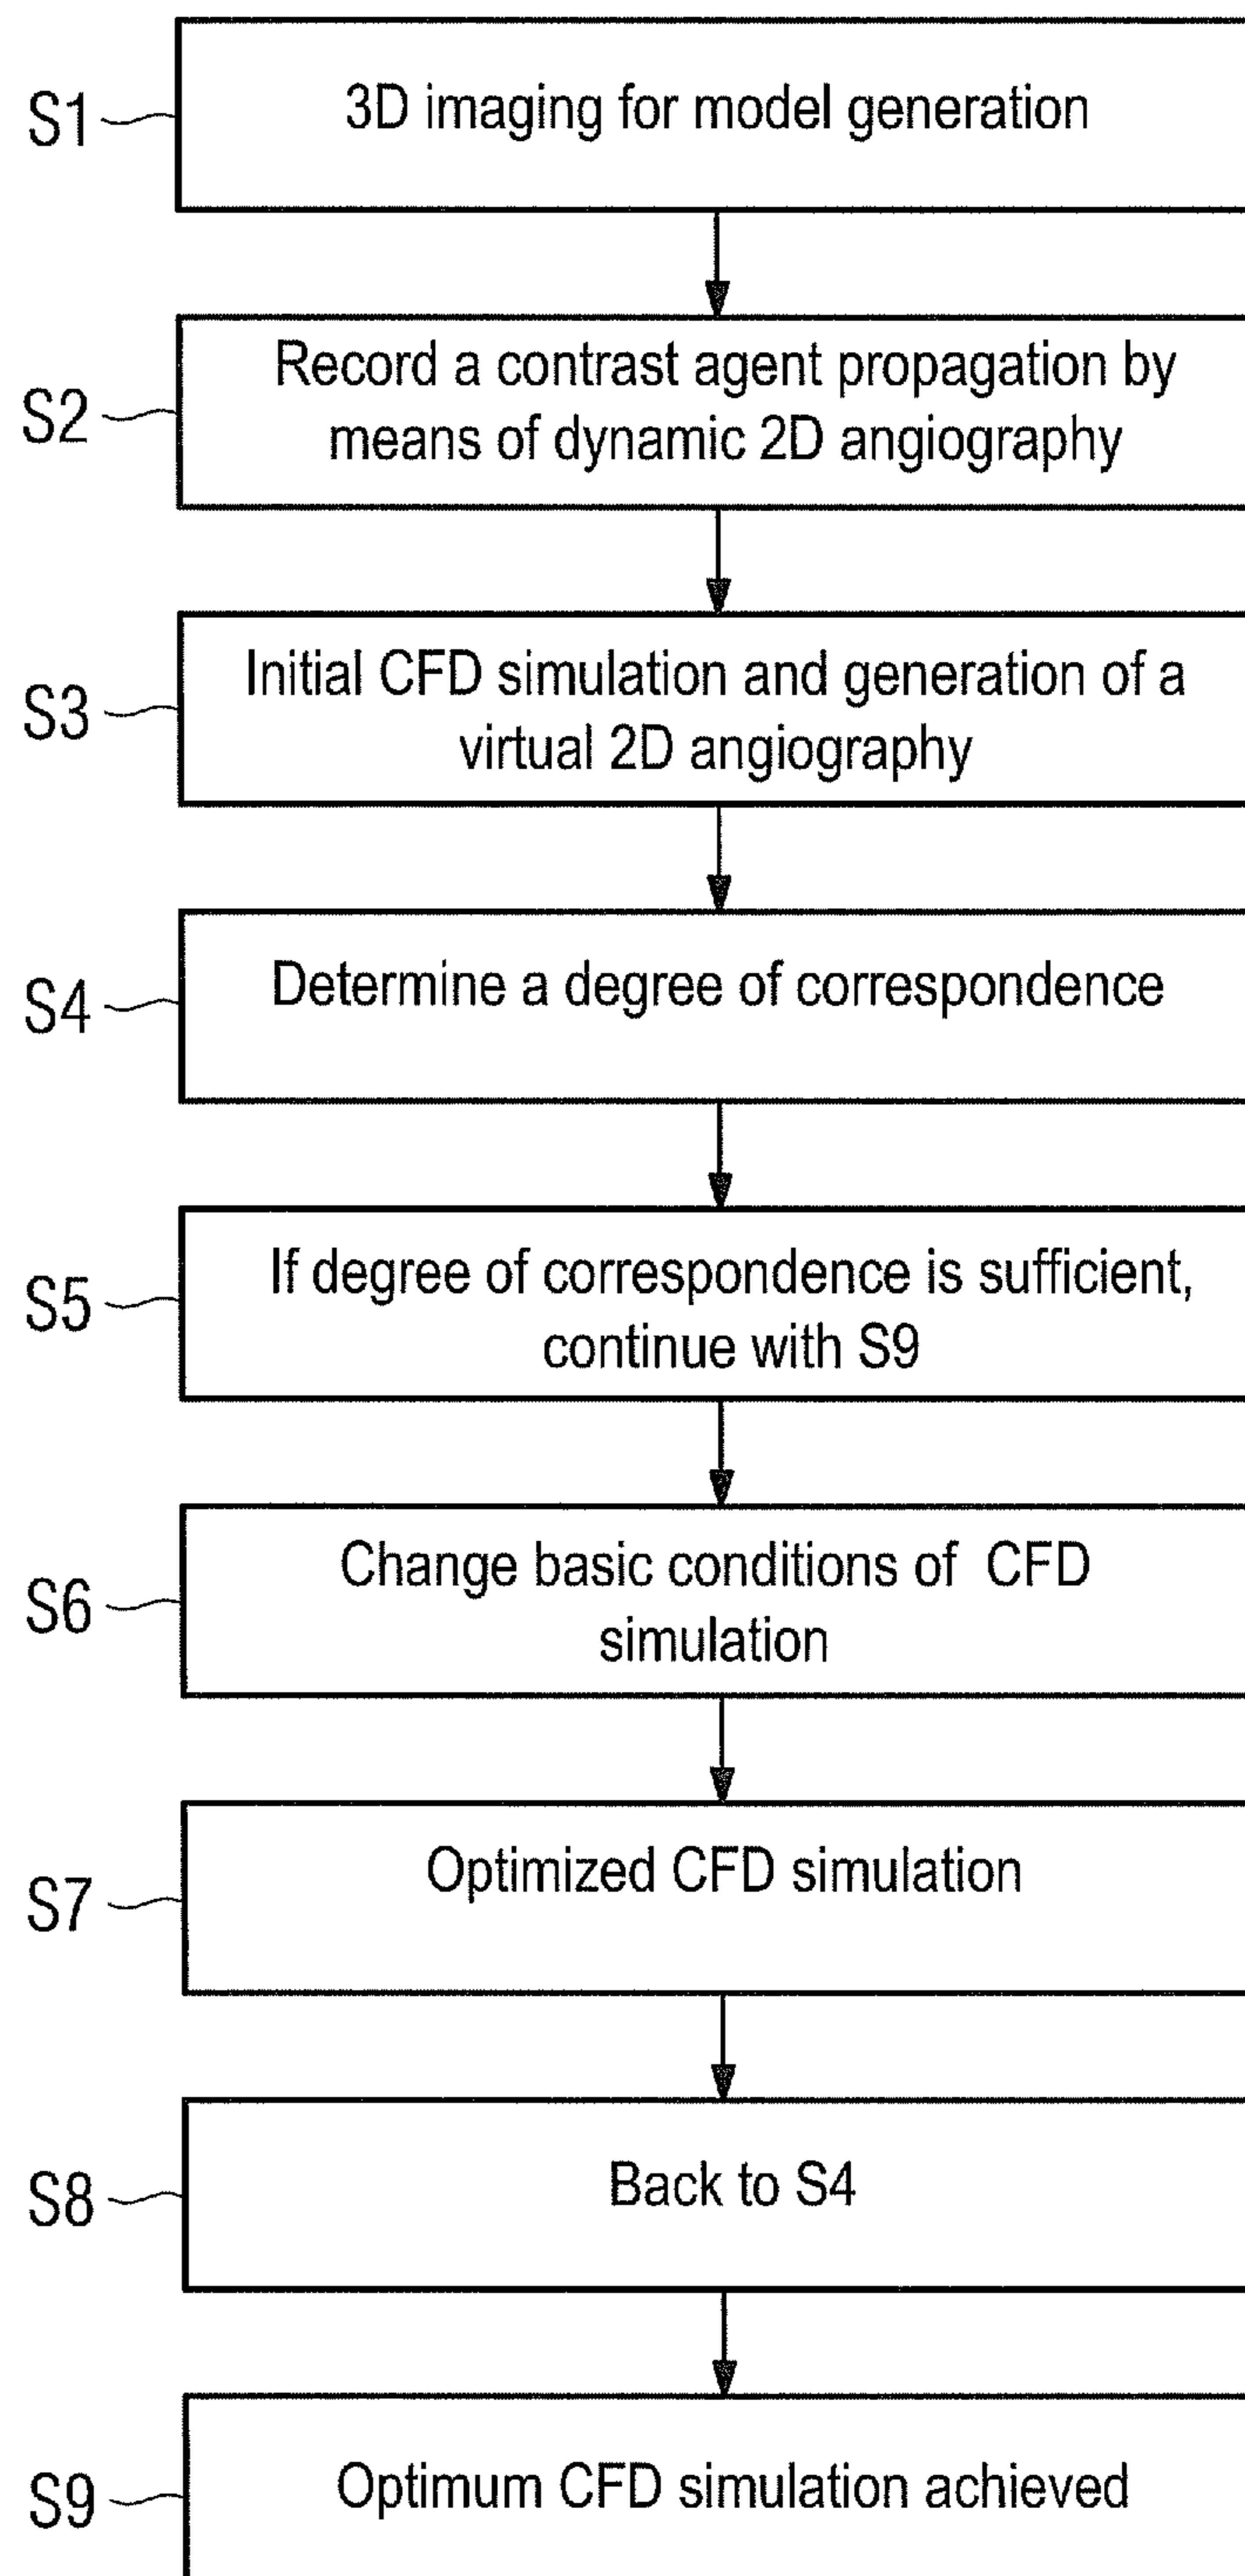 S1
3D imaging for model generation
S2
Record a contrast agent propagation by
means of dynamic 2D angiography
S3
Initial CFD simulation and generation of a
virtual 2D angiography
S4
Determine a degree of correspondence
S5
If degree of correspondence is sufficient,
continue with S9
S6
Change basic conditions of CFD
simulation
S7
Optimized CFD simulation
S8
Back to S4
S9
Optimum CFD simulation achieved